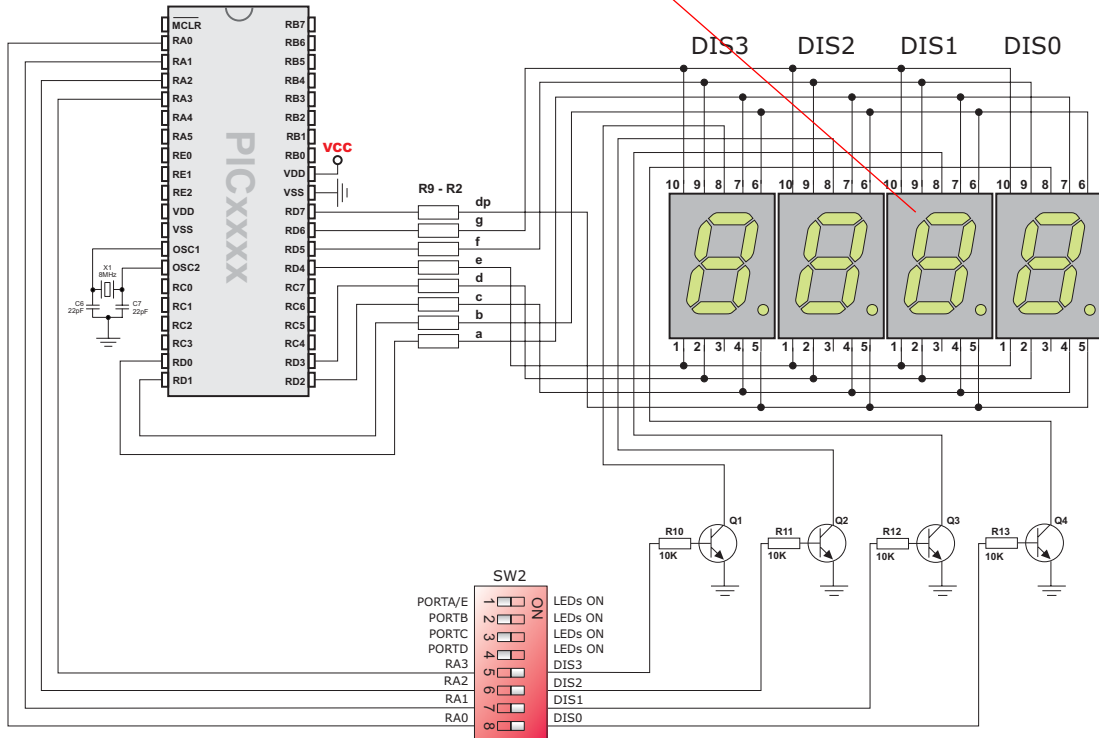 DIS3 DIS2 DIS1 DIS0
MCLR RB7
RA0 RB6
RA1 RB5
RA2 RB4
RA3 RB3
RA4 RB2
RA5 RB1
RE0 RB0
RE1 VDD
RE2 VSS
VDD RD7
VSS RD6
OSC1 RD5
OSC2 RD4
RC0 RC7
RC1 RC6
RC2 RC5
RC3 RC4
RD0 RD3
RD1 RD2
PICxxxx
VCC
R9 - R2
dp
g
f
e
d
c
b
a
X1
8MHz
C6
22pF
C7
22pF
10 9 8 7 6 10 9 8 7 6 10 9 8 7 6 10 9 8 7 6
1 2 3 4 5 1 2 3 4 5 1 2 3 4 5 1 2 3 4 5
Q1 Q2 Q3 Q4
R10 R11 R12 R13
10K 10K 10K 10K
SW2
ON
PORTA/E 1 LEDs ON
PORTB 2 LEDs ON
PORTC 3 LEDs ON
PORTD 4 LEDs ON
RA3 5 DIS3
RA2 6 DIS2
RA1 7 DIS1
RA0 8 DIS0